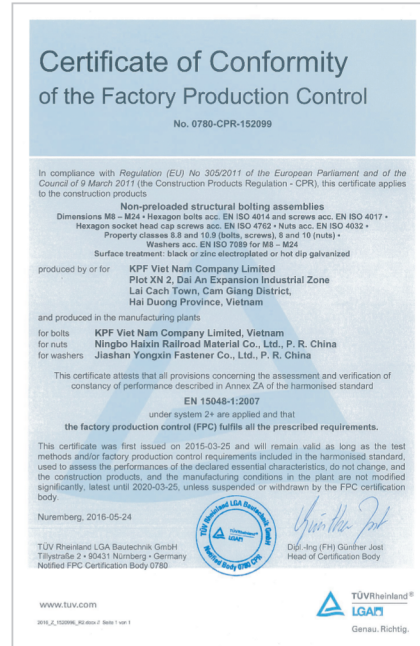 Certificate of Conformity
of the Factory Production Control
No. 0780-CPR-152099
In compliance with Regulation (EU) No 305/2011 of the European Parliament and of the
Council of 9 March 2011 (the Construction Products Regulation - CPR), this certificate applies
to the construction products
Non-preloaded structural bolting assemblies
Dimensions M8 – M24 • Hexagon bolts acc. EN ISO 4014 and screws acc. EN ISO 4017 •
Hexagon socket head cap screws acc. EN ISO 4762 • Nuts acc. EN ISO 4032 •
Property classes 8.8 and 10.9 (bolts, screws), 8 and 10 (nuts) •
Washers acc. EN ISO 7089 for M8 – M24
Surface treatment: black or zinc electroplated or hot dip galvanized
produced by or for KPF Viet Nam Company Limited
Plot XN 2, Dai An Expansion Industrial Zone
Lai Cach Town, Cam Giang District,
Hai Duong Province, Vietnam
and produced in the manufacturing plants
for bolts KPF Viet Nam Company Limited, Vietnam
for nuts Ningbo Haixin Railroad Material Co., Ltd., P. R. China
for washers Jiashan Yongxin Fastener Co., Ltd., P. R. China
This certificate attests that all provisions concerning the assessment and verification of
constancy of performance described in Annex ZA of the harmonised standard
EN 15048-1:2007
under system 2+ are applied and that
the factory production control (FPC) fulfils all the prescribed requirements.
This certificate was first issued on 2015-03-25 and will remain valid as long as the test
methods and/or factory production control requirements included in the harmonised standard,
used to assess the performances of the declared essential characteristics, do not change, and
the construction products, and the manufacturing conditions in the plant are not modified
significantly, latest until 2020-03-25, unless suspended or withdrawn by the FPC certification
body.
Nuremberg, 2016-05-24
TÜV Rheinland LGA Bautechnik GmbH
Tillystraße 2 • 90431 Nürnberg • Germany
Notified FPC Certification Body 0780
TÜV Rheinland LGA Bautechnik GmbH
LGA
Notified Body 0780 CPR
Günther Jost
Dipl.-Ing (FH) Günther Jost
Head of Certification Body
www.tuv.com
TÜVRheinland®
LGA
Genau. Richtig.